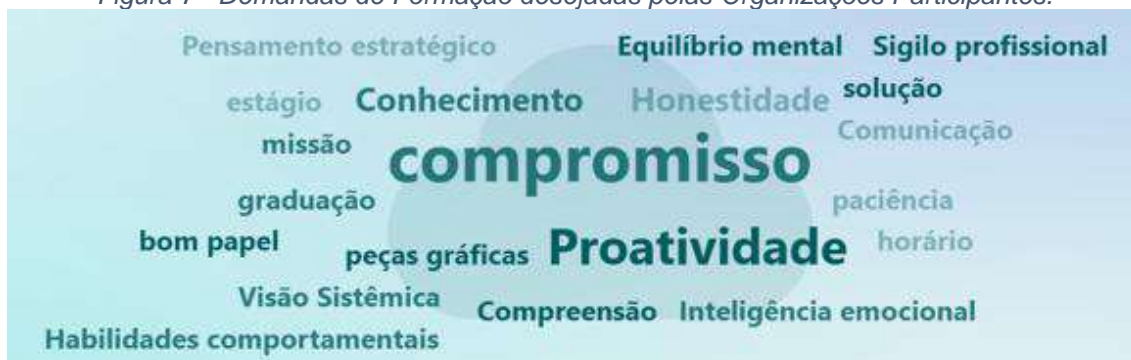 Pensamento estratégico Equilíbrio mental Sigilo profissional
estágio Conhecimento Honestidade solução
missão compromisso Comunicação
graduação paciência
bom papel peças gráficas Proatividade horário
Visão Sistêmica Compreensão Inteligência emocional
Habilidades comportamentais